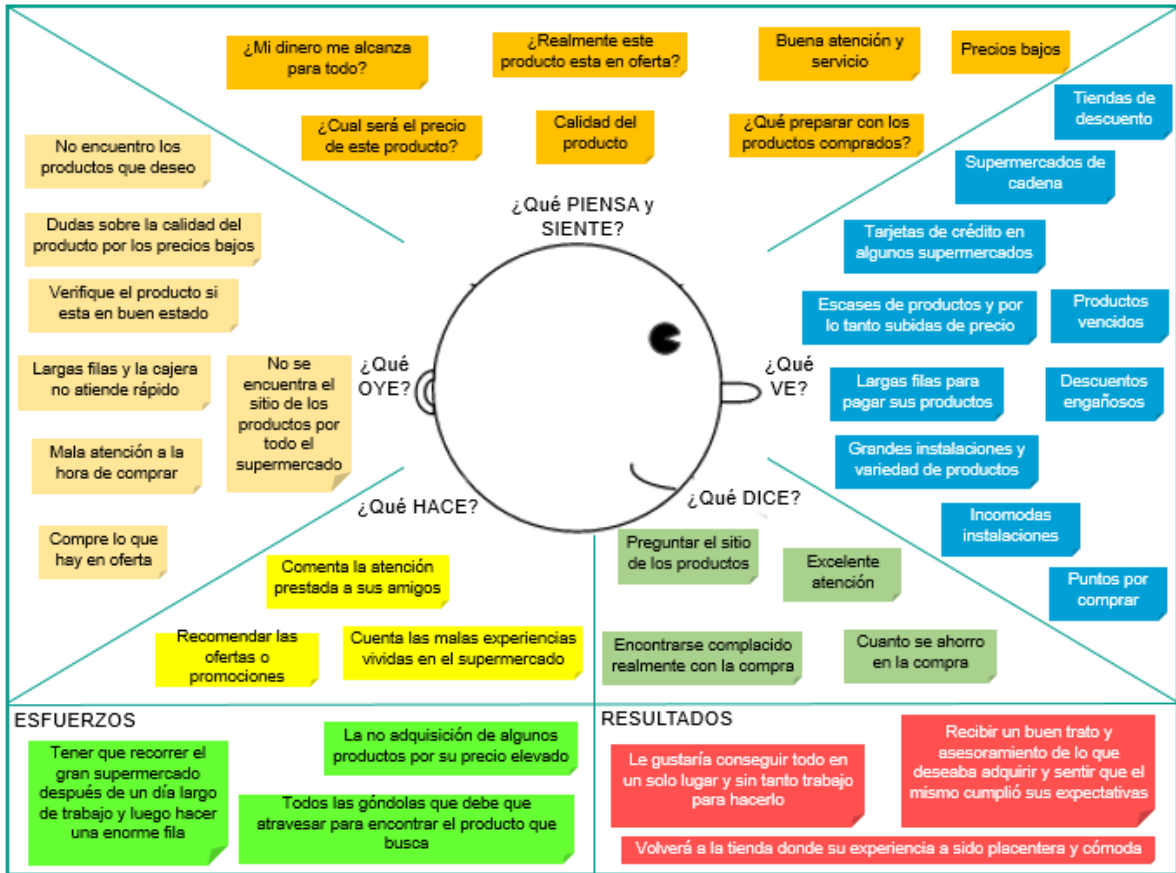 ¿Mi dinero me alcanza
para todo?
¿Realmente este
producto esta en oferta?
Buena atención y
servicio
Precios bajos
¿Cual será el precio
de este producto?
Calidad del
producto
¿Qué preparar con los
productos comprados?
¿Qué PIENSA y
SIENTE?
No encuentro los
productos que deseo
Dudas sobre la calidad del
producto por los precios bajos
Verifique el producto si
esta en buen estado
Largas filas y la cajera
no atiende rápido
No se
encuentra el
sitio de los
productos por
todo el
supermercado
Mala atención a la
hora de comprar
Compre lo que
hay en oferta
¿Qué
OYE?
¿Qué
VE?
Tiendas de
descuento
Supermercados de
cadena
Tarjetas de crédito en
algunos supermercados
Escases de productos y por
lo tanto subidas de precio
Productos
vencidos
Largas filas para
pagar sus productos
Descuentos
engañosos
Grandes instalaciones y
variedad de productos
Incomodas
instalaciones
Puntos por
comprar
¿Qué HACE?
Comenta la atención
prestada a sus amigos
Recomendar las
ofertas o
promociones
Cuenta las malas experiencias
vividas en el supermercado
¿Qué DICE?
Preguntar el sitio
de los productos
Excelente
atención
Encontrarse complacido
realmente con la compra
Cuanto se ahorro
en la compra
ESFUERZOS
Tener que recorrer el
gran supermercado
después de un día largo
de trabajo y luego hacer
una enorme fila
La no adquisición de algunos
productos por su precio elevado
Todos las góndolas que debe que
atravesar para encontrar el producto que
busca
RESULTADOS
Le gustaría conseguir todo en
un solo lugar y sin tanto trabajo
para hacerlo
Recibir un buen trato y
asesoramiento de lo que
deseaba adquirir y sentir que el
mismo cumplió sus expectativas
Volverá a la tienda donde su experiencia a sido placentera y cómoda